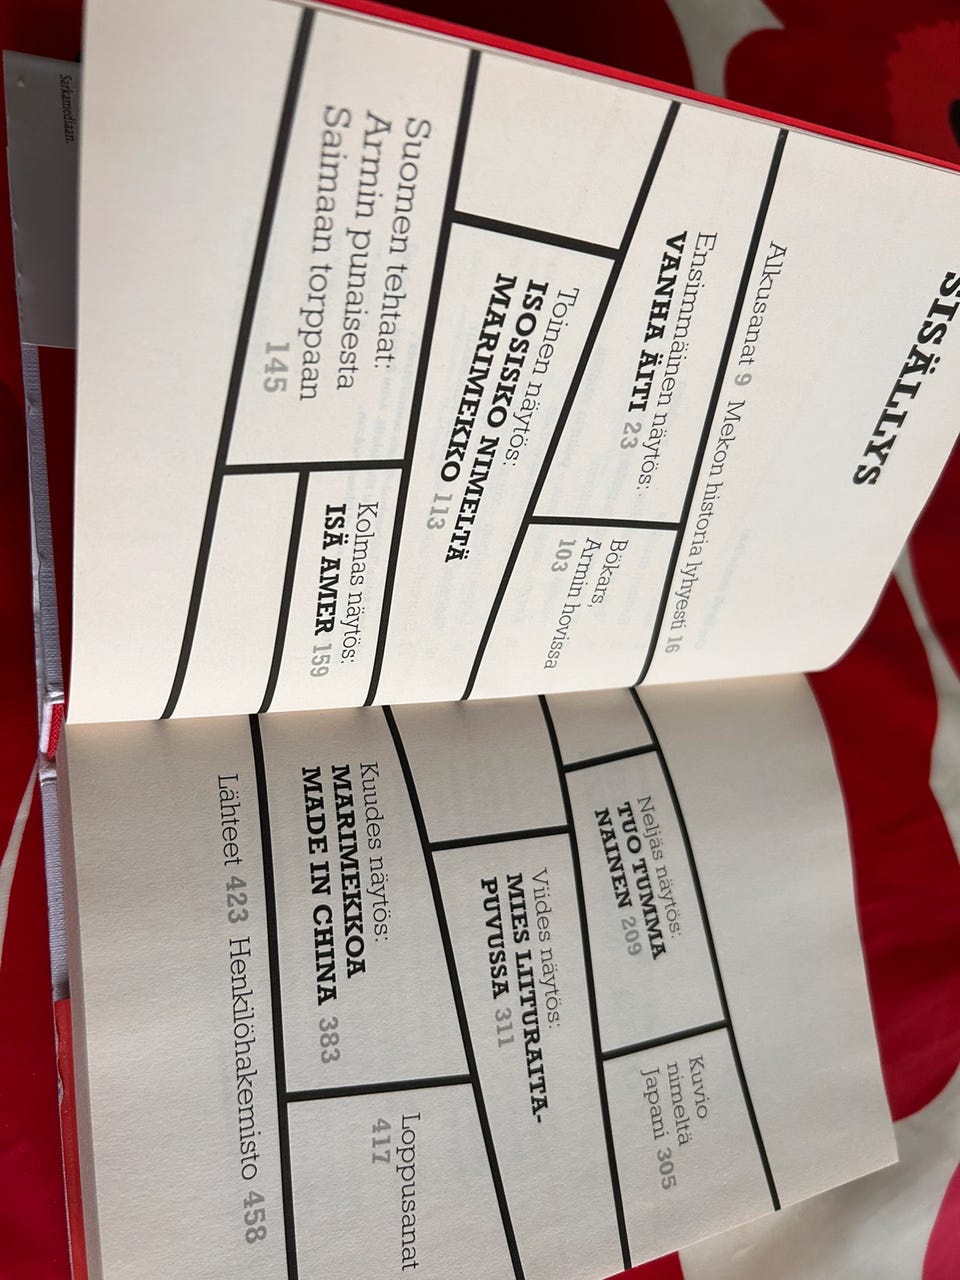 SISÄLLYS
Alkusanat 9 Mekon historia lyhyesti 16
Ensimmäinen näytös:
VANHA ÄITI 23
Bökars,
Armin hovissa
103
Toinen näytös:
ISOSISKO NIMELTÄ
MARIMEKKO 113
Suomen tehtaat:
Armin punaisesta
Saimaan torppaan
145
Kolmas näytös:
ISÄ AMER 159
Neljäs näytös:
TUO TUMMA
NAINEN 209
Kuvio
nimeltä
Japani 305
Viides näytös:
MIES LIITURAITA-
PUVUSSA 311
Kuudes näytös:
MARIMEKKOA
MADE IN CHINA 383
Loppusanat
417
Lähteet 423 Henkilöhakemisto 458
Sarkamediaan.